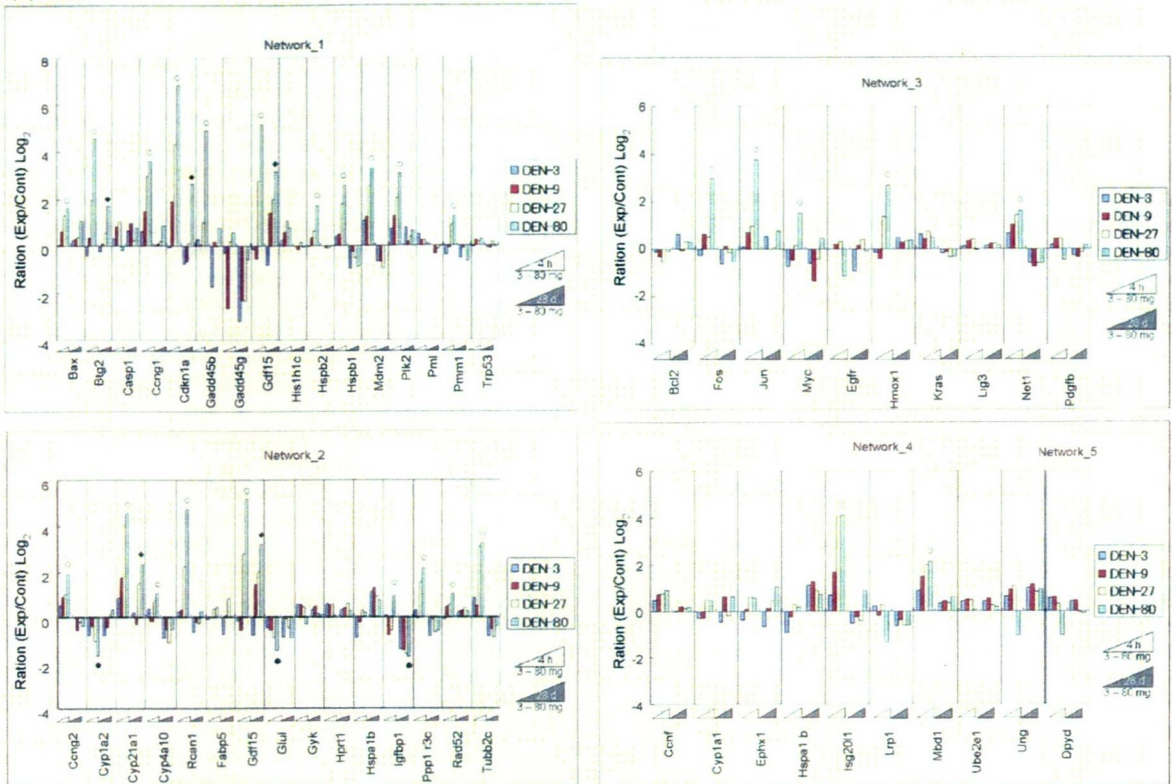 Network_1
Ration (Exp/Cont) Log2
8
6
4
2
0
-2
-4
DEN-3
DEN-9
DEN-27
DEN-80
4 h
3 - 80 mg
28 d
3 - 80 mg
Bax
Btg2
Casp1
Ccng1
Cdkn1a
Gadd45b
Gadd45g
Gdf15
His1h1c
Hspb2
Hspb1
Mdm2
Plk2
Pml
Pmm1
Trp53
Network_3
Ration (Exp/Cont) Log2
6
4
2
0
-2
-4
DEN-3
DEN-9
DEN-27
DEN-80
4 h
3 - 80 mg
28 d
3 - 80 mg
Bcl2
Fos
Jun
Myc
Egfr
Hmox1
Kras
Lig3
Net1
Pdgfb
Network_2
Ration (Exp/Cont) Log2
6
4
2
0
-2
-4
DEN-3
DEN-9
DEN-27
DEN-80
4 h
3 - 80 mg
28 d
3 - 80 mg
Ccng2
Cyp1a2
Cyp21a1
Cyp4a10
Rcan1
Fabp5
Gdf15
Glul
Gyk
Hprt1
Hspa1b
Igfbp1
Ppp1 r3c
Rad52
Tubb2c
Network_4
Network_5
Ration (Exp/Cont) Log2
6
4
2
0
-2
-4
DEN-3
DEN-9
DEN-27
DEN-80
4 h
3 - 80 mg
28 d
3 - 80 mg
Ccnf
Cyp1a1
Ephx1
Hspa1 b
Isg20l1
Lrp1
Mbd1
Ube2e1
Ung
Dpyd